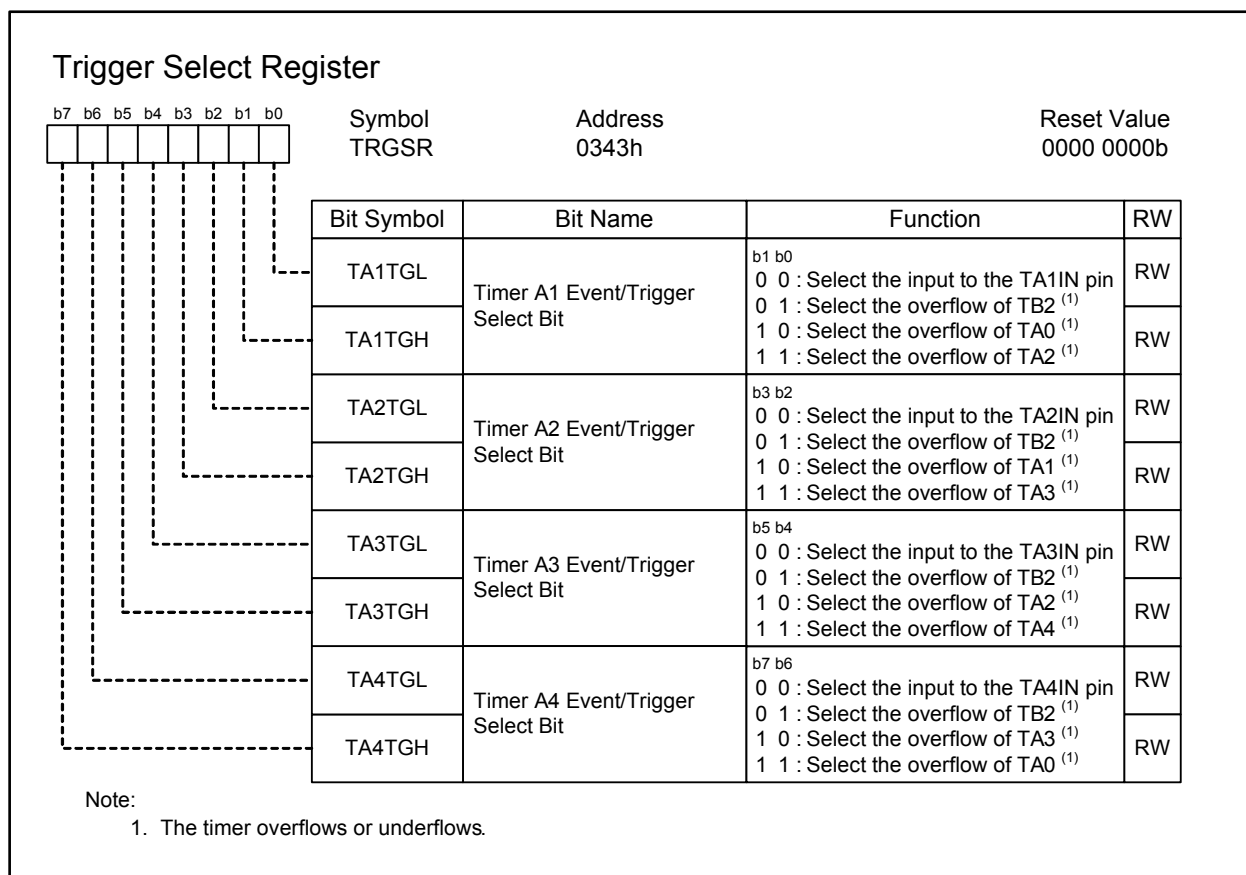 Trigger Select Register
b7 b6 b5 b4 b3 b2 b1 b0
Symbol Address Reset Value
TRGSR 0343h 0000 0000b
Bit Symbol Bit Name Function RW
TA1TGL
TA1TGH
Timer A1 Event/Trigger
Select Bit
b1 b0
0 0 : Select the input to the TA1IN pin
0 1 : Select the overflow of TB2 (1)
1 0 : Select the overflow of TA0 (1)
1 1 : Select the overflow of TA2 (1)
RW
RW
TA2TGL
TA2TGH
Timer A2 Event/Trigger
Select Bit
b3 b2
0 0 : Select the input to the TA2IN pin
0 1 : Select the overflow of TB2 (1)
1 0 : Select the overflow of TA1 (1)
1 1 : Select the overflow of TA3 (1)
RW
RW
TA3TGL
TA3TGH
Timer A3 Event/Trigger
Select Bit
b5 b4
0 0 : Select the input to the TA3IN pin
0 1 : Select the overflow of TB2 (1)
1 0 : Select the overflow of TA2 (1)
1 1 : Select the overflow of TA4 (1)
RW
RW
TA4TGL
TA4TGH
Timer A4 Event/Trigger
Select Bit
b7 b6
0 0 : Select the input to the TA4IN pin
0 1 : Select the overflow of TB2 (1)
1 0 : Select the overflow of TA3 (1)
1 1 : Select the overflow of TA0 (1)
RW
RW
Note:
1. The timer overflows or underflows.